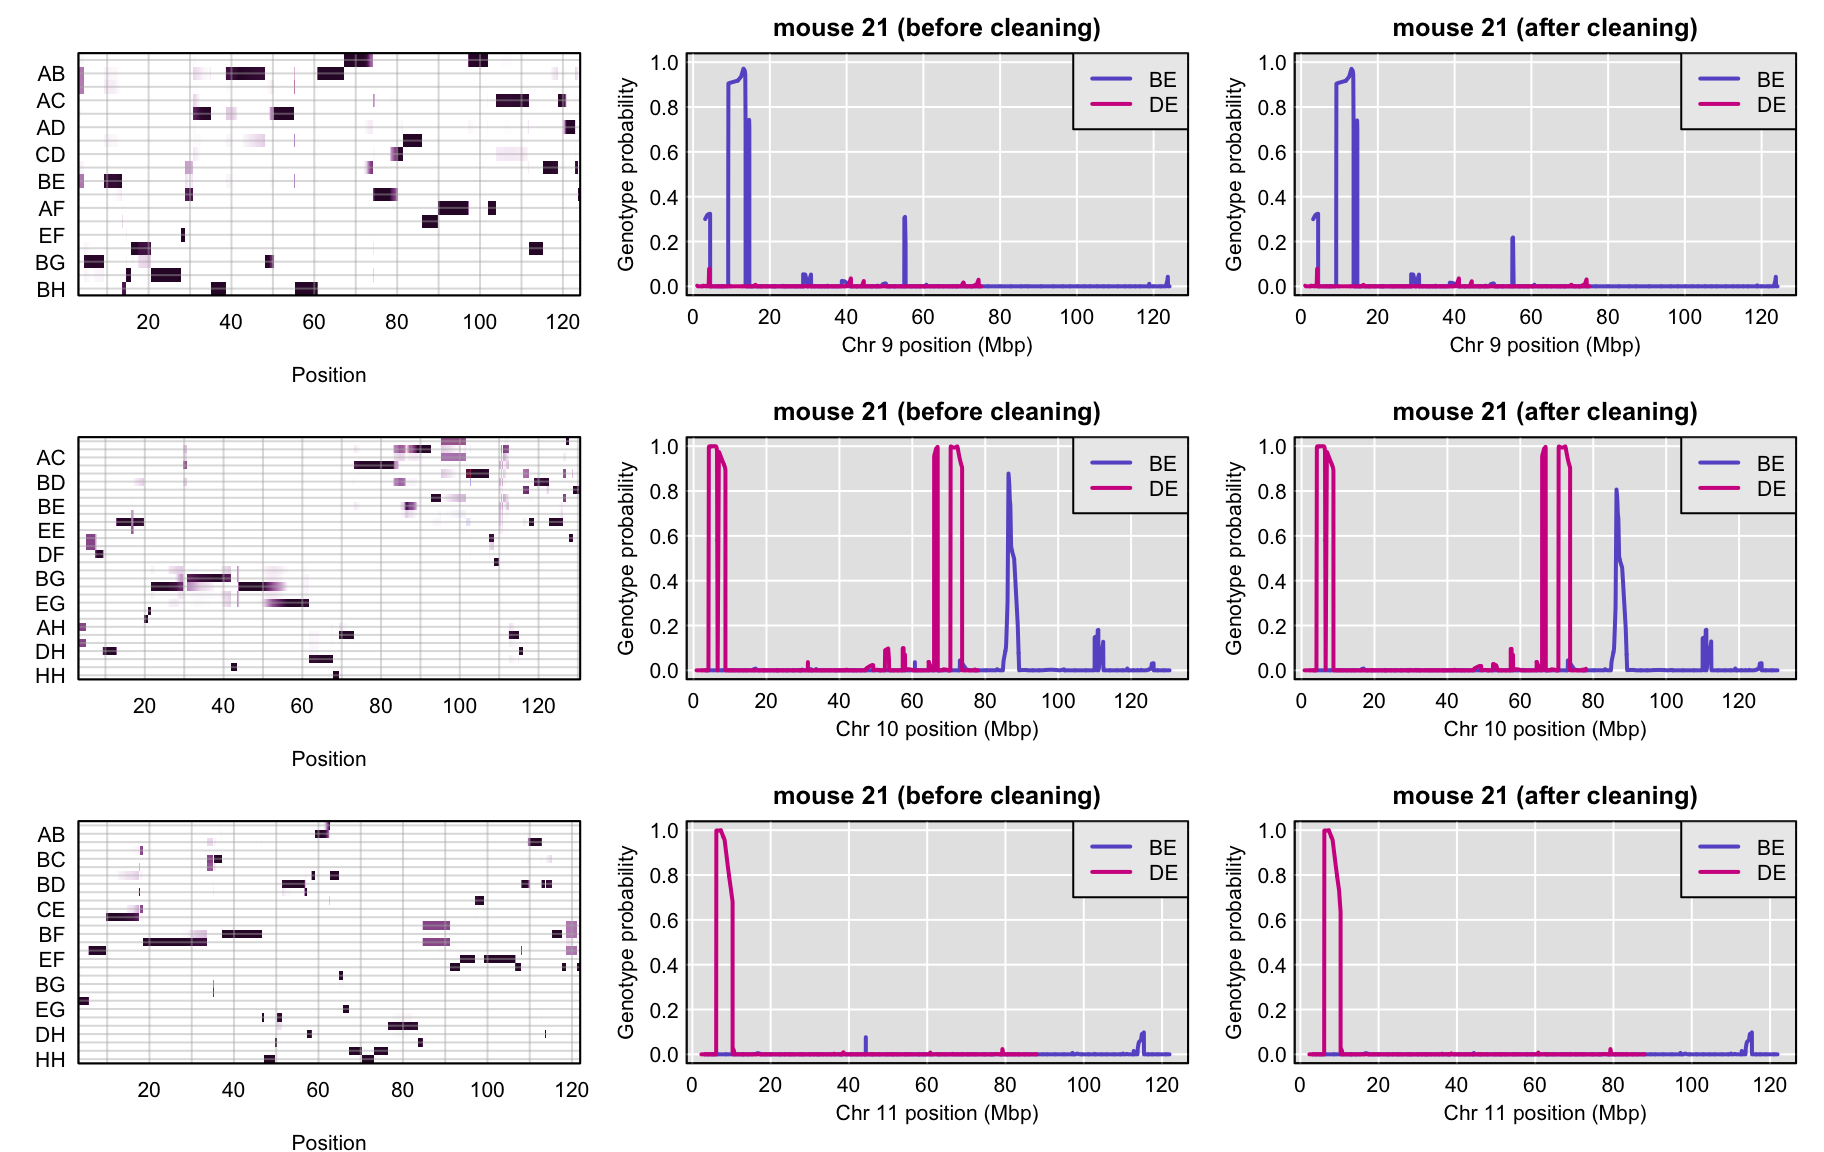 mouse 21 (before cleaning)
mouse 21 (after cleaning)
AB
AC
AD
CD
BE
AF
EF
BG
BH
20 40 60 80 100 120
Position
Genotype probability
1.0
0.8
0.6
0.4
0.2
0.0
BE
DE
0 20 40 60 80 100 120
Chr 9 position (Mbp)
Genotype probability
1.0
0.8
0.6
0.4
0.2
0.0
BE
DE
0 20 40 60 80 100 120
Chr 9 position (Mbp)
mouse 21 (before cleaning)
mouse 21 (after cleaning)
AC
BD
BE
EE
DF
BG
EG
AH
DH
HH
20 40 60 80 100 120
Position
Genotype probability
1.0
0.8
0.6
0.4
0.2
0.0
BE
DE
0 20 40 60 80 100 120
Chr 10 position (Mbp)
Genotype probability
1.0
0.8
0.6
0.4
0.2
0.0
BE
DE
0 20 40 60 80 100 120
Chr 10 position (Mbp)
mouse 21 (before cleaning)
mouse 21 (after cleaning)
AB
BC
BD
CE
BF
EF
BG
EG
DH
HH
20 40 60 80 100 120
Position
Genotype probability
1.0
0.8
0.6
0.4
0.2
0.0
BE
DE
0 20 40 60 80 100 120
Chr 11 position (Mbp)
Genotype probability
1.0
0.8
0.6
0.4
0.2
0.0
BE
DE
0 20 40 60 80 100 120
Chr 11 position (Mbp)